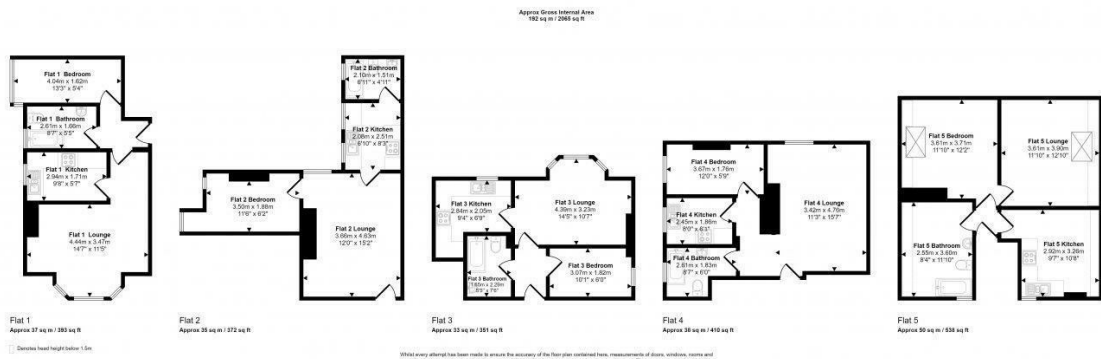 Approx Gross Internal Area
192 sq m / 2065 sq ft
Flat 1 Bedroom
4.04m x 1.62m
13'3" x 5'4"
Flat 1 Bathroom
2.61m x 1.66m
8'7" x 5'5"
Flat 1 Kitchen
2.94m x 1.71m
9'8" x 5'7"
Flat 1 Lounge
4.44m x 3.47m
14'7" x 11'5"
Flat 1
Approx 37 sq m / 393 sq ft
Denotes head height below 1.5m
Flat 2 Bathroom
2.10m x 1.51m
6'11" x 4'11"
Flat 2 Kitchen
2.08m x 2.51m
6'10" x 8'3"
Flat 2 Bedroom
3.50m x 1.88m
11'6" x 6'2"
Flat 2 Lounge
3.66m x 4.63m
12'0" x 15'2"
Flat 2
Approx 35 sq m / 372 sq ft
Flat 3 Kitchen
2.84m x 2.05m
9'4" x 6'9"
Flat 3 Lounge
4.39m x 3.23m
14'5" x 10'7"
Flat 3 Bathroom
1.65m x 2.29m
5'5" x 7'6"
Flat 3 Bedroom
3.07m x 1.82m
10'1" x 6'0"
Flat 3
Approx 33 sq m / 351 sq ft
Flat 4 Bedroom
3.67m x 1.76m
12'0" x 5'9"
Flat 4 Kitchen
2.45m x 1.86m
8'0" x 6'1"
Flat 4 Bathroom
2.61m x 1.83m
8'7" x 6'0"
Flat 4 Lounge
3.42m x 4.76m
11'3" x 15'7"
Flat 4
Approx 38 sq m / 410 sq ft
Flat 5 Bedroom
3.61m x 3.71m
11'10" x 12'2"
Flat 5 Lounge
3.61m x 3.90m
11'10" x 12'10"
Flat 5 Bathroom
2.55m x 3.60m
8'4" x 11'10"
Flat 5 Kitchen
2.92m x 3.26m
9'7" x 10'8"
Flat 5
Approx 50 sq m / 538 sq ft
Whilst every attempt has been made to ensure the accuracy of the floor plan contained here, measurements of doors, windows, rooms and